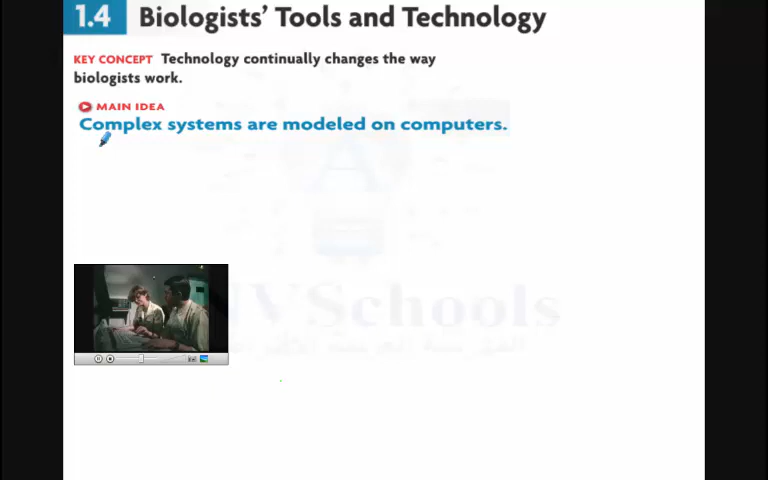 1.4 Biologists' Tools and Technology
KEY CONCEPT Technology continually changes the way
biologists work.
MAIN IDEA
Complex systems are modeled on computers.
A
VSchools